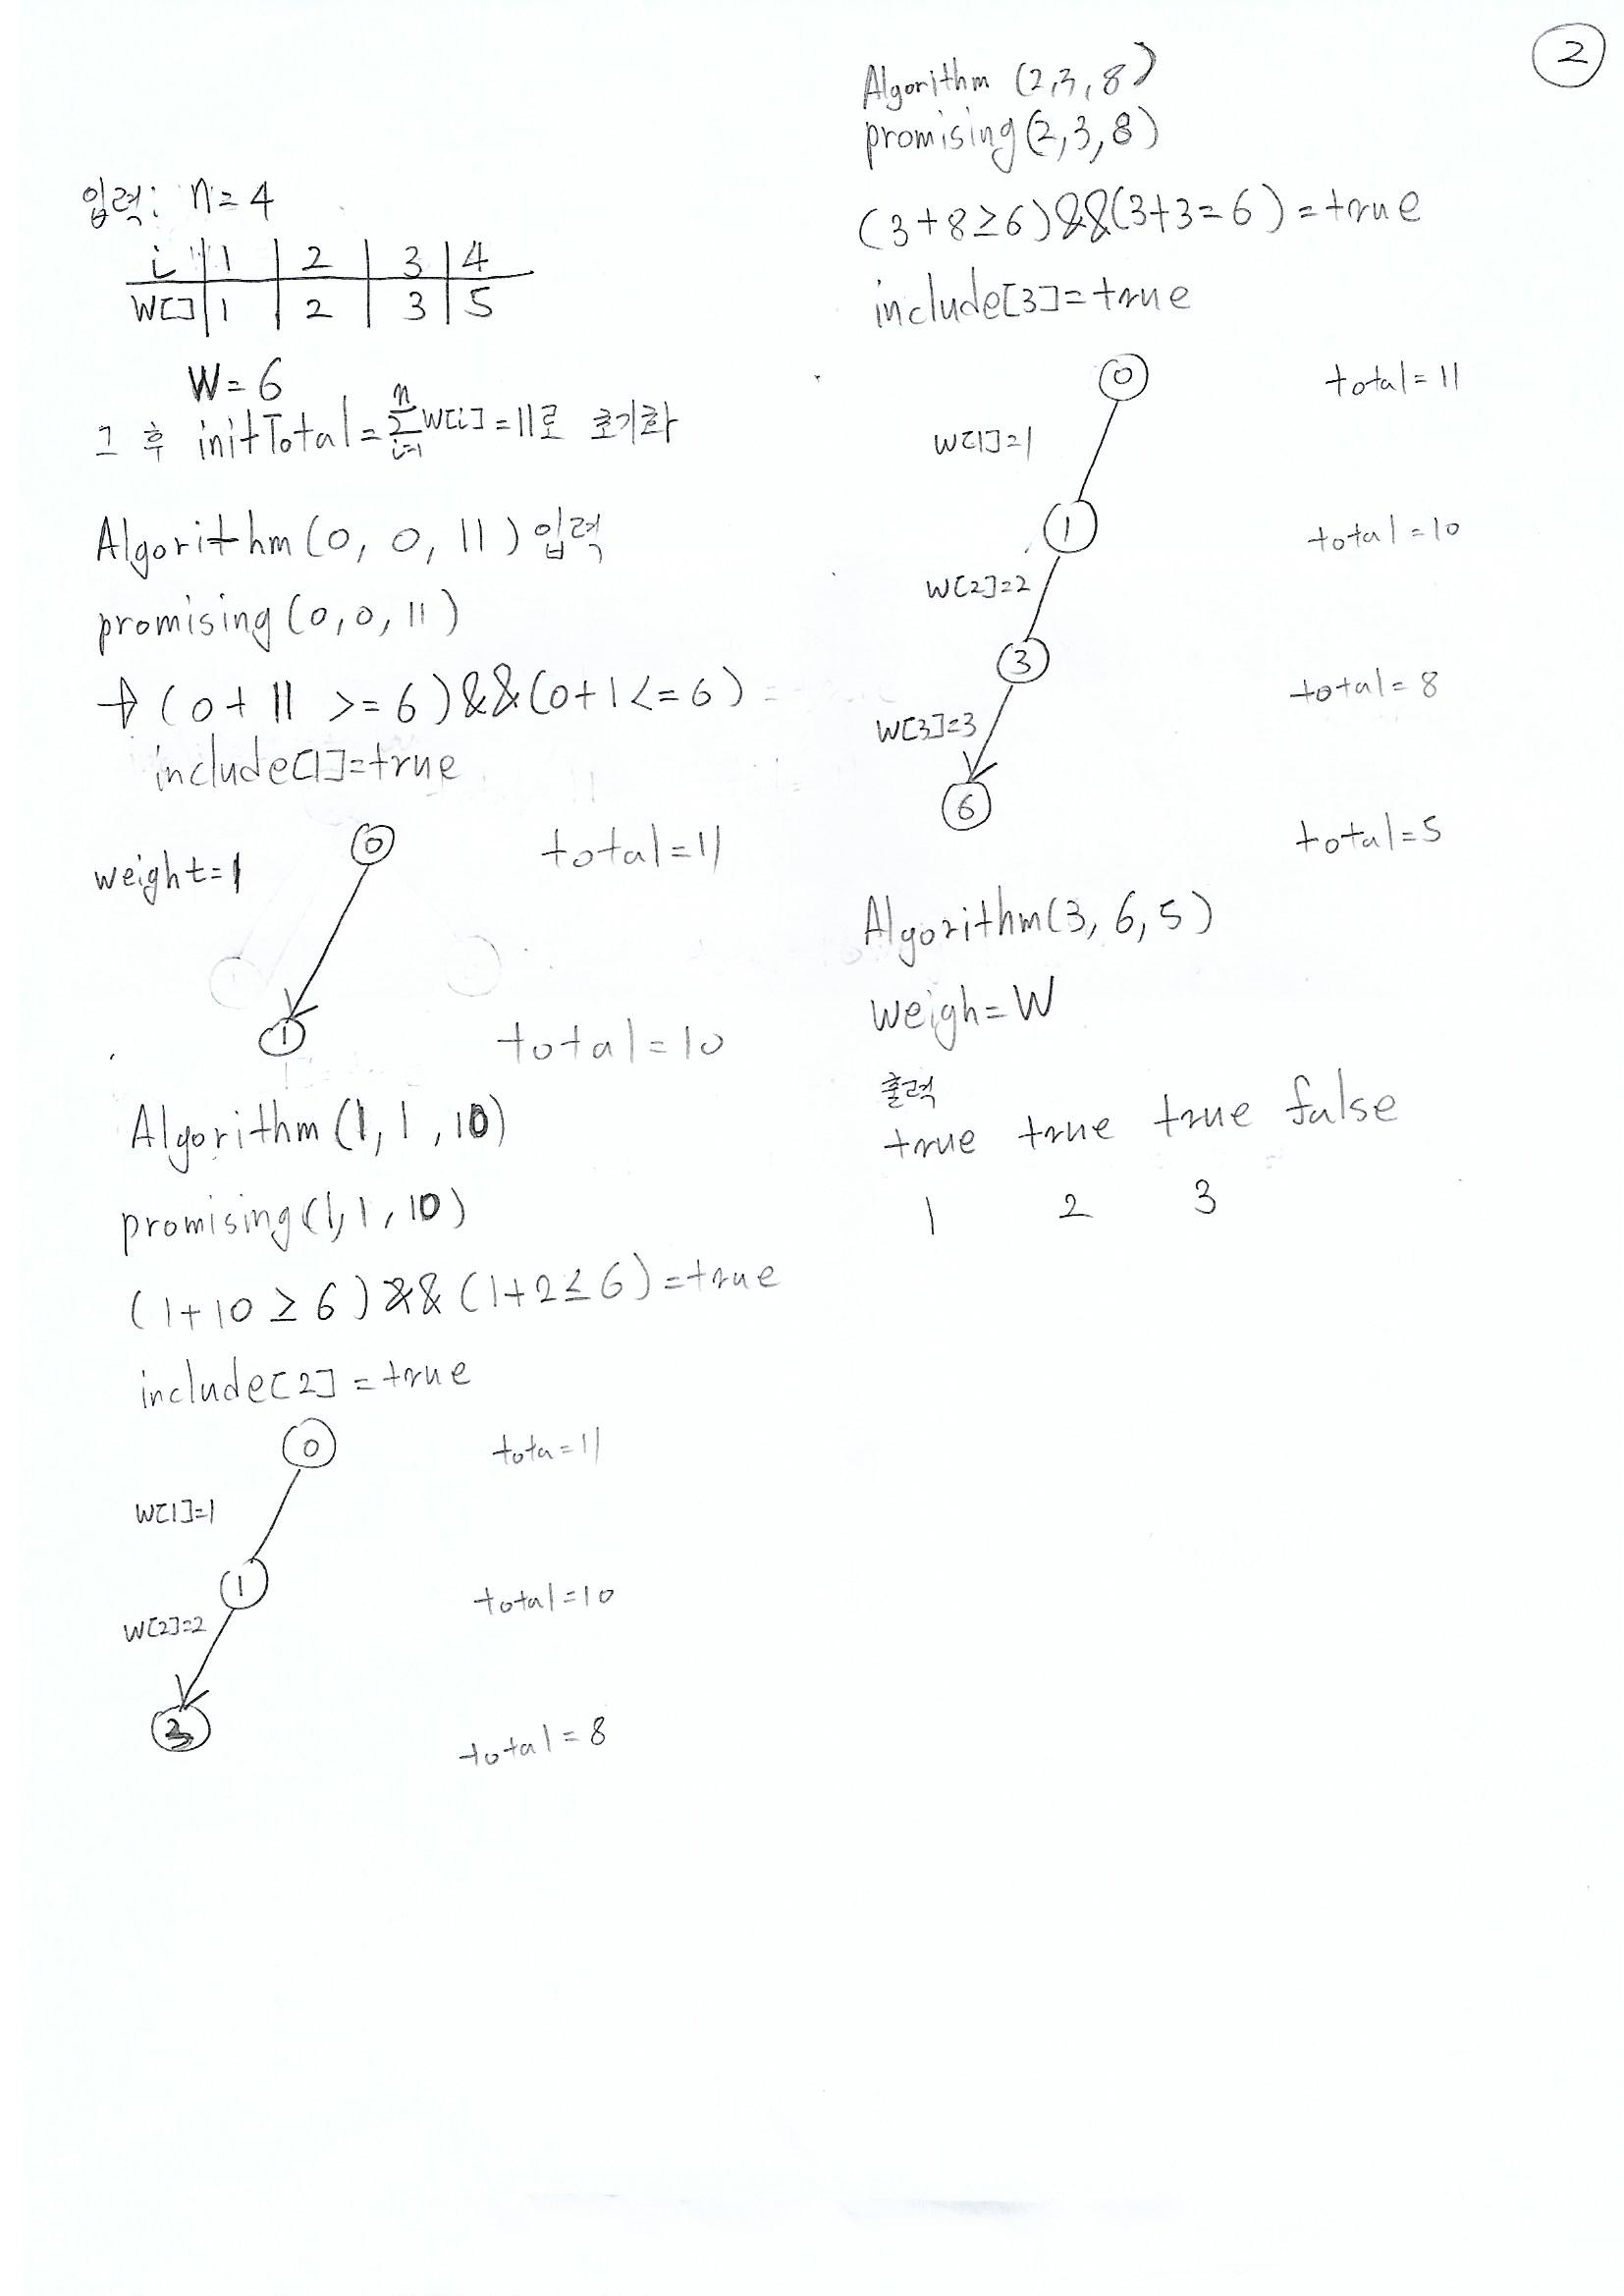 2
입력: n=4
i 1 2 3 4
W[] 1 2 3 5
W=6
그 후 initTotal=∑ⁿᵢ₌₁W[i]=11로 초기화
Algorithm(0, 0, 11) 입력
promising(0,0,11)
→ (0+11 >=6)&&(0+1<=6) =
include[1]=true
weight=1
0
total=11
1
total=10
Algorithm(1,1,10)
promising(1,1,10)
(1+10≥6)&&(1+2≤6)=true
include[2]=true
0
tota=11
W[1]=1
1
total=10
W[2]=2
3
total=8
Algorithm (2,3,8)
promising(2,3,8)
(3+8≥6)&&(3+3=6)=true
include[3]=true
0
total=11
W[1]=1
1
total=10
W[2]=2
3
total=8
W[3]=3
6
total=5
Algorithm(3,6,5)
weigh=W
출력
true true true false
1 2 3